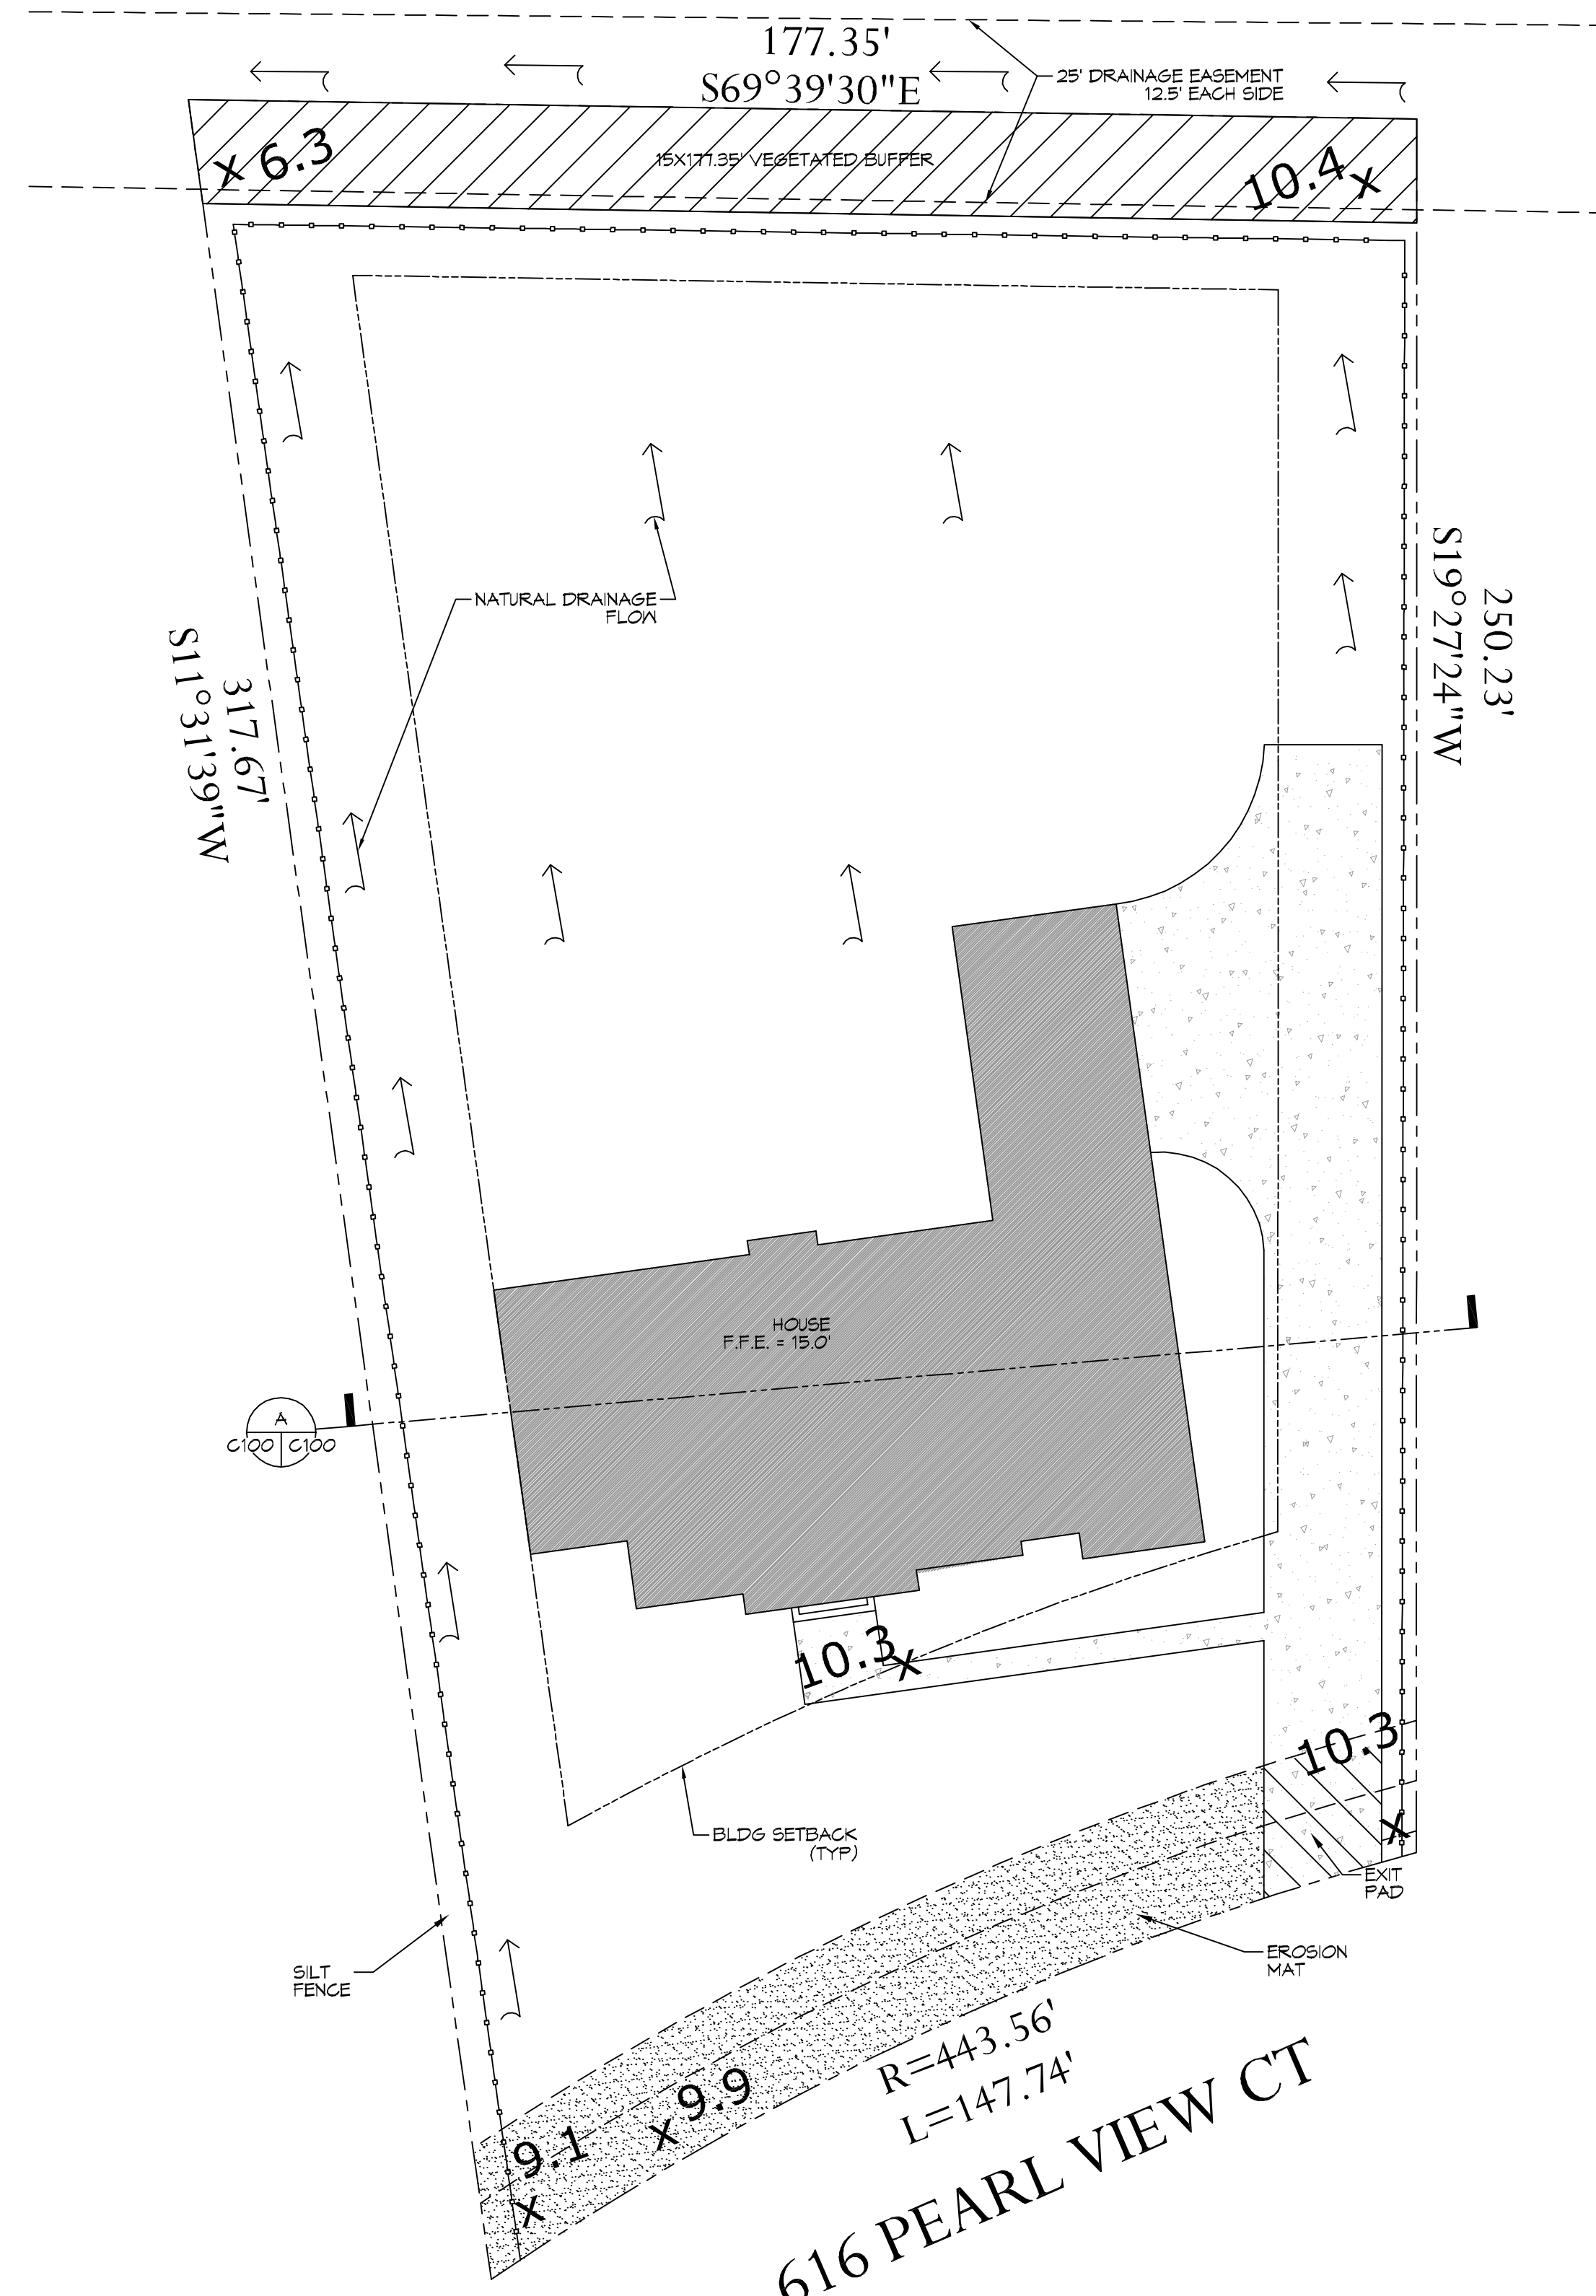 177.35'
S69°39'30"E
25' DRAINAGE EASEMENT
12.5' EACH SIDE
x 6.3
15X177.35' VEGETATED BUFFER
10.4 x
NATURAL DRAINAGE
FLOW
S19°27'24"W
250.23'
317.67'
S11°31'39"W
HOUSE
F.F.E. = 15.0'
A
C100 C100
10.3 x
10.3
x
BLDG SETBACK
(TYP)
EXIT
PAD
EROSION
MAT
SILT
FENCE
R=443.56'
L=147.74'
x 9.9
9.1
x
616 PEARL VIEW CT